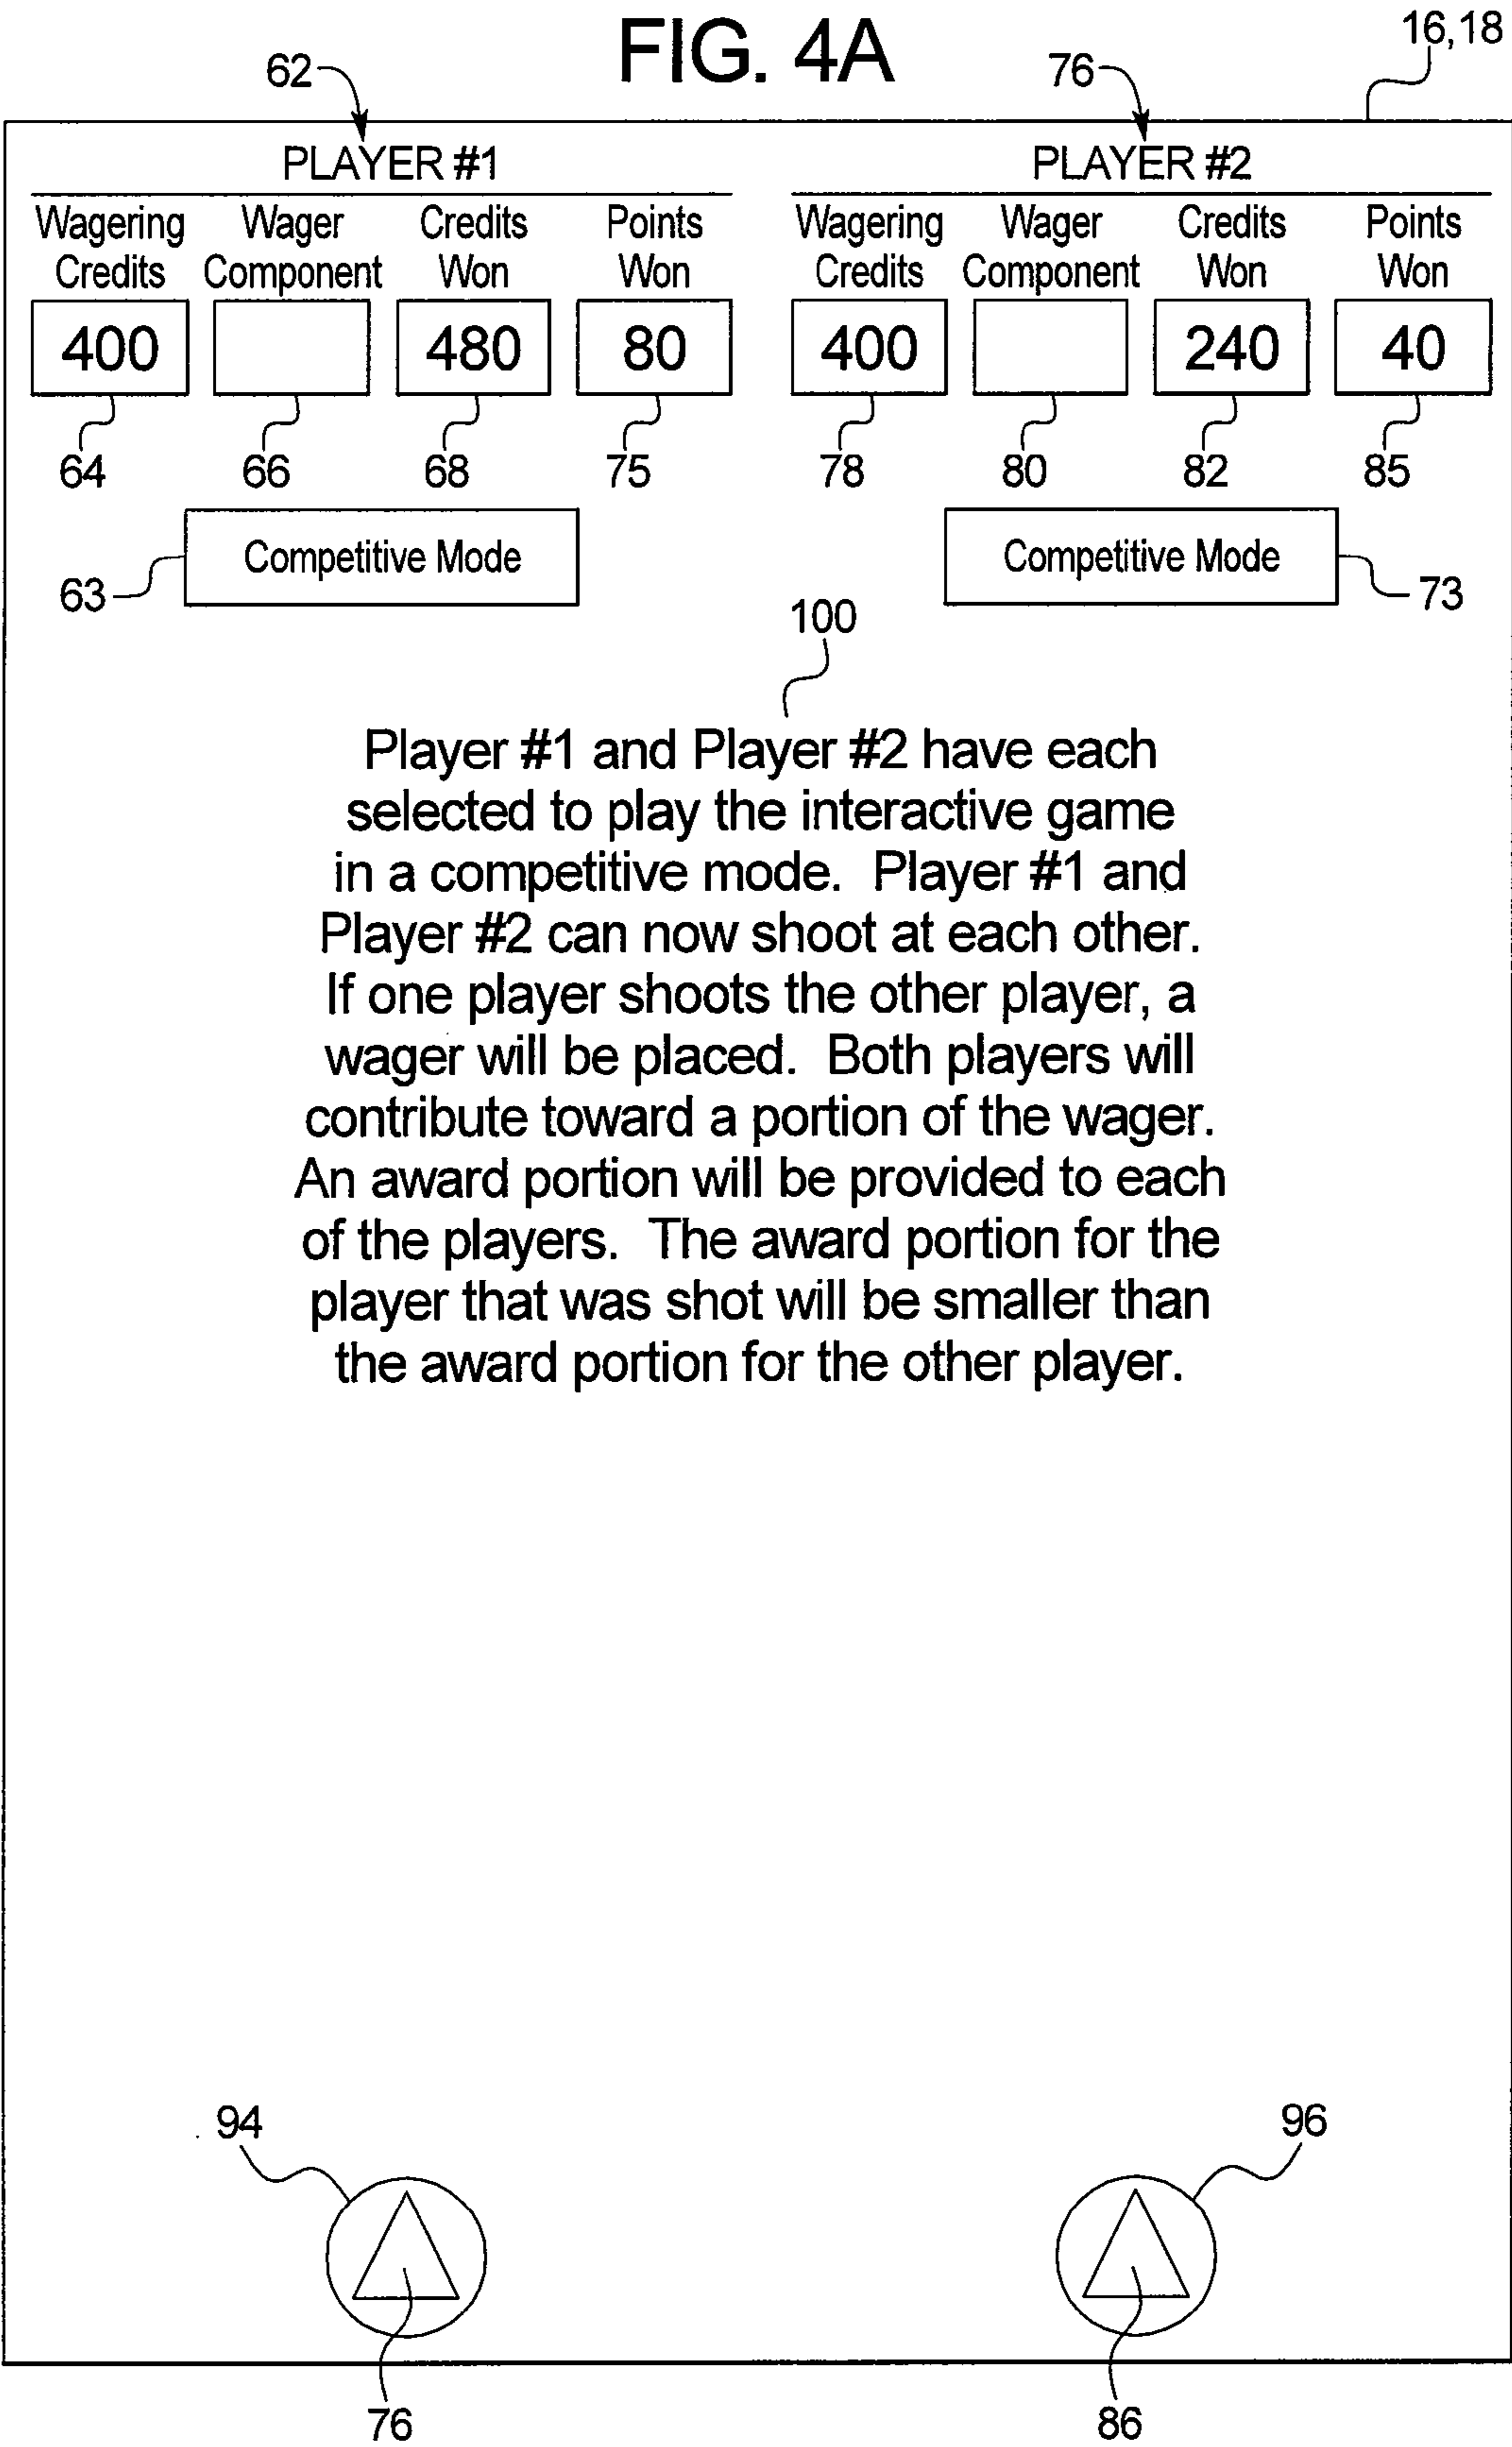 FIG. 4A
16,18
62
76
PLAYER #1
PLAYER #2
Wagering Credits
Wager Component
Credits Won
Points Won
Wagering Credits
Wager Component
Credits Won
Points Won
400
480
80
400
240
40
64
66
68
75
78
80
82
85
Competitive Mode
Competitive Mode
63
73
100
Player #1 and Player #2 have each
selected to play the interactive game
in a competitive mode. Player #1 and
Player #2 can now shoot at each other.
If one player shoots the other player, a
wager will be placed. Both players will
contribute toward a portion of the wager.
An award portion will be provided to each
of the players. The award portion for the
player that was shot will be smaller than
the award portion for the other player.
94
96
76
86